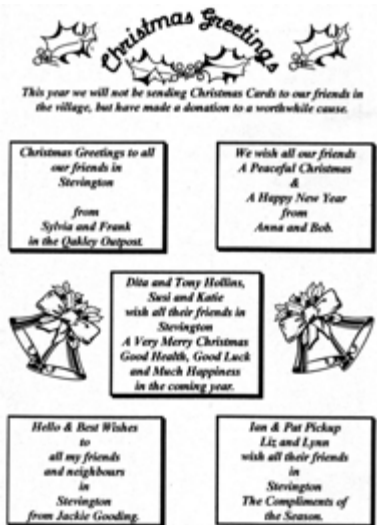 Christmas Greetings
This year we will not be sending Christmas Cards to our friends in
the village, but have made a donation to a worthwhile cause.
Christmas Greetings to all
our friends in
Stevington
from
Sylvia and Frank
in the Oakley Outpost.
We wish all our friends
A Peaceful Christmas
&
A Happy New Year
from
Anna and Bob.
Dita and Tony Hollins,
Susi and Katie
wish all their friends in
Stevington
A Very Merry Christmas
Good Health, Good Luck
and Much Happiness
in the coming year.
Hello & Best Wishes
to
all my friends
and neighbours
in
Stevington
from Jackie Gooding.
Ian & Pat Pickup
Liz and Lynn
wish all their friends
in
Stevington
The Compliments of
the Season.